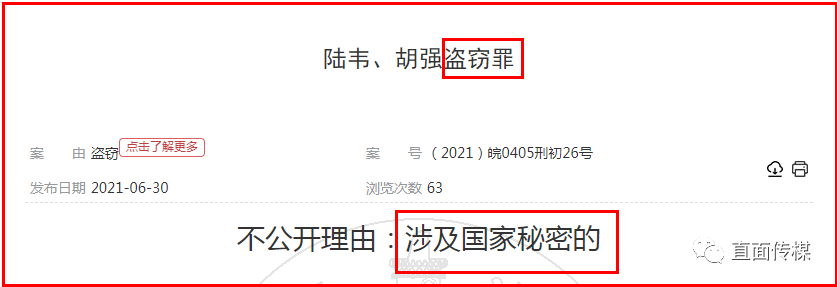 陆韦、胡强盗窃罪
案 由 盗窃 点击了解更多 案 号 （2021）皖0405刑初26号
发布日期 2021-06-30 浏览次数 63
不公开理由：涉及国家秘密的
直面传媒